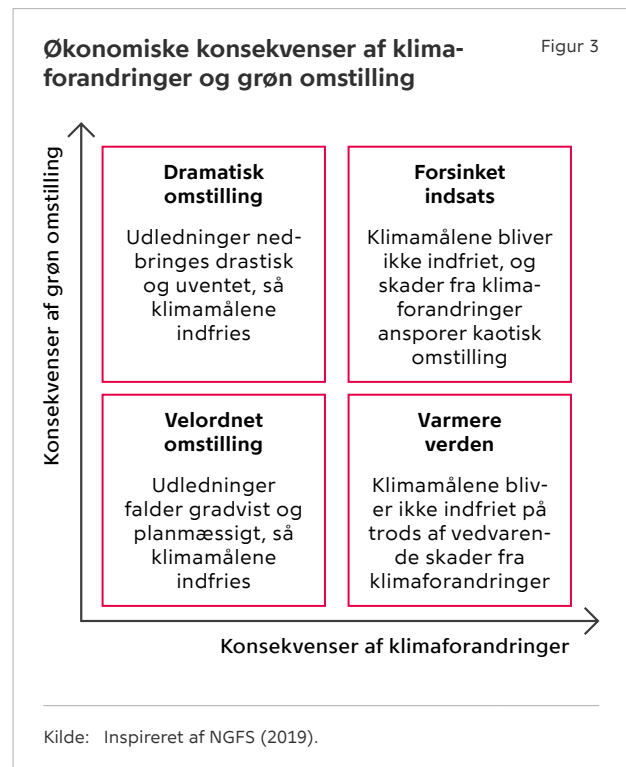 Økonomiske konsekvenser af klima-
forandringer og grøn omstilling
Figur 3
Konsekvenser af grøn omstilling
Dramatisk
omstilling
Udledninger ned-
bringes drastisk
og uventet, så
klimamålene
indfries
Forsinket
indsats
Klimamålene bliver
ikke indfriet, og
skader fra klima-
forandringer
ansporer kaotisk
omstilling
Velordnet
omstilling
Udledninger
falder gradvist og
planmæssigt, så
klimamålene
indfries
Varmere
verden
Klimamålene bliv-
er ikke indfriet på
trods af vedvaren-
de skader fra
klimaforandringer
Konsekvenser af klimaforandringer
Kilde: Inspireret af NGFS (2019).